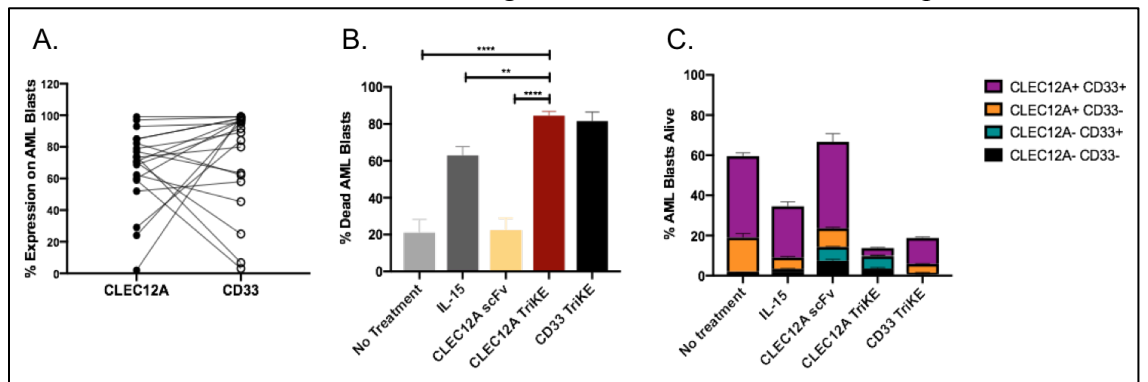 A.
% Expression on AML Blasts
120
100
80
60
40
20
0
CLEC12A
CD33
B.
% Dead AML Blasts
100
80
60
40
20
0
****
**
****
No Treatment
IL-15
CLEC12A scFv
CLEC12A TriKE
CD33 TriKE
C.
% AML Blasts Alive
100
80
60
40
20
0
No treatment
IL-15
CLEC12A scFv
CLEC12A TriKE
CD33 TriKE
CLEC12A+ CD33+
CLEC12A+ CD33-
CLEC12A- CD33+
CLEC12A- CD33-